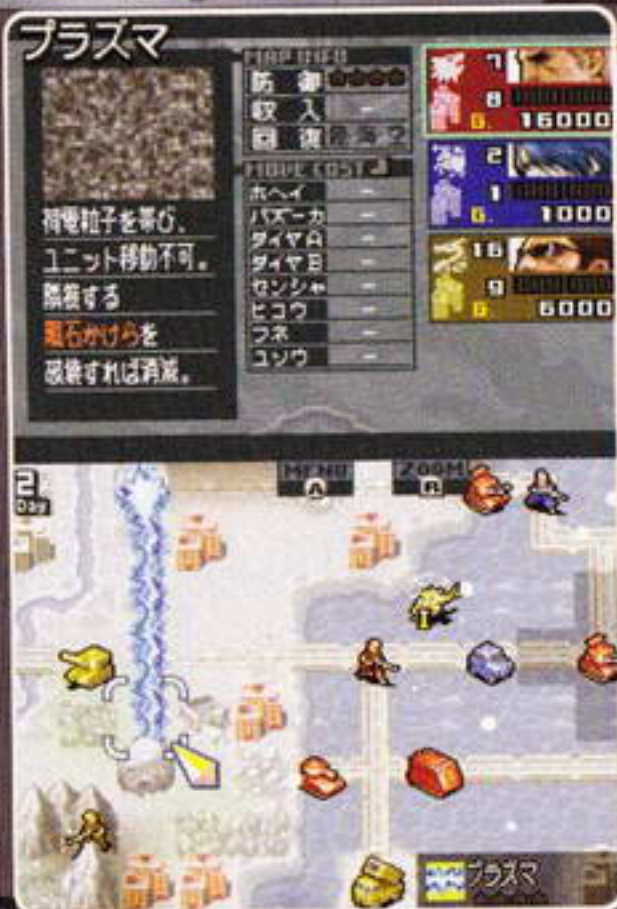 プラズマ
荷電粒子を帯び、
ユニット移動不可。
隣接する
隕石かけらを
破壊すれば消滅。
MAP INFO
防御
収入 -
回復
MOVE COST
ホヘイ -
バズーカ -
タイヤA -
タイヤB -
センシャ -
ヒコウ -
フネ -
ユソウ -
7
8
G. 16000
2
1
G. 1000
16
9
G. 6000
2
Day
MENU
A
ZOOM
R
I
プラズマ